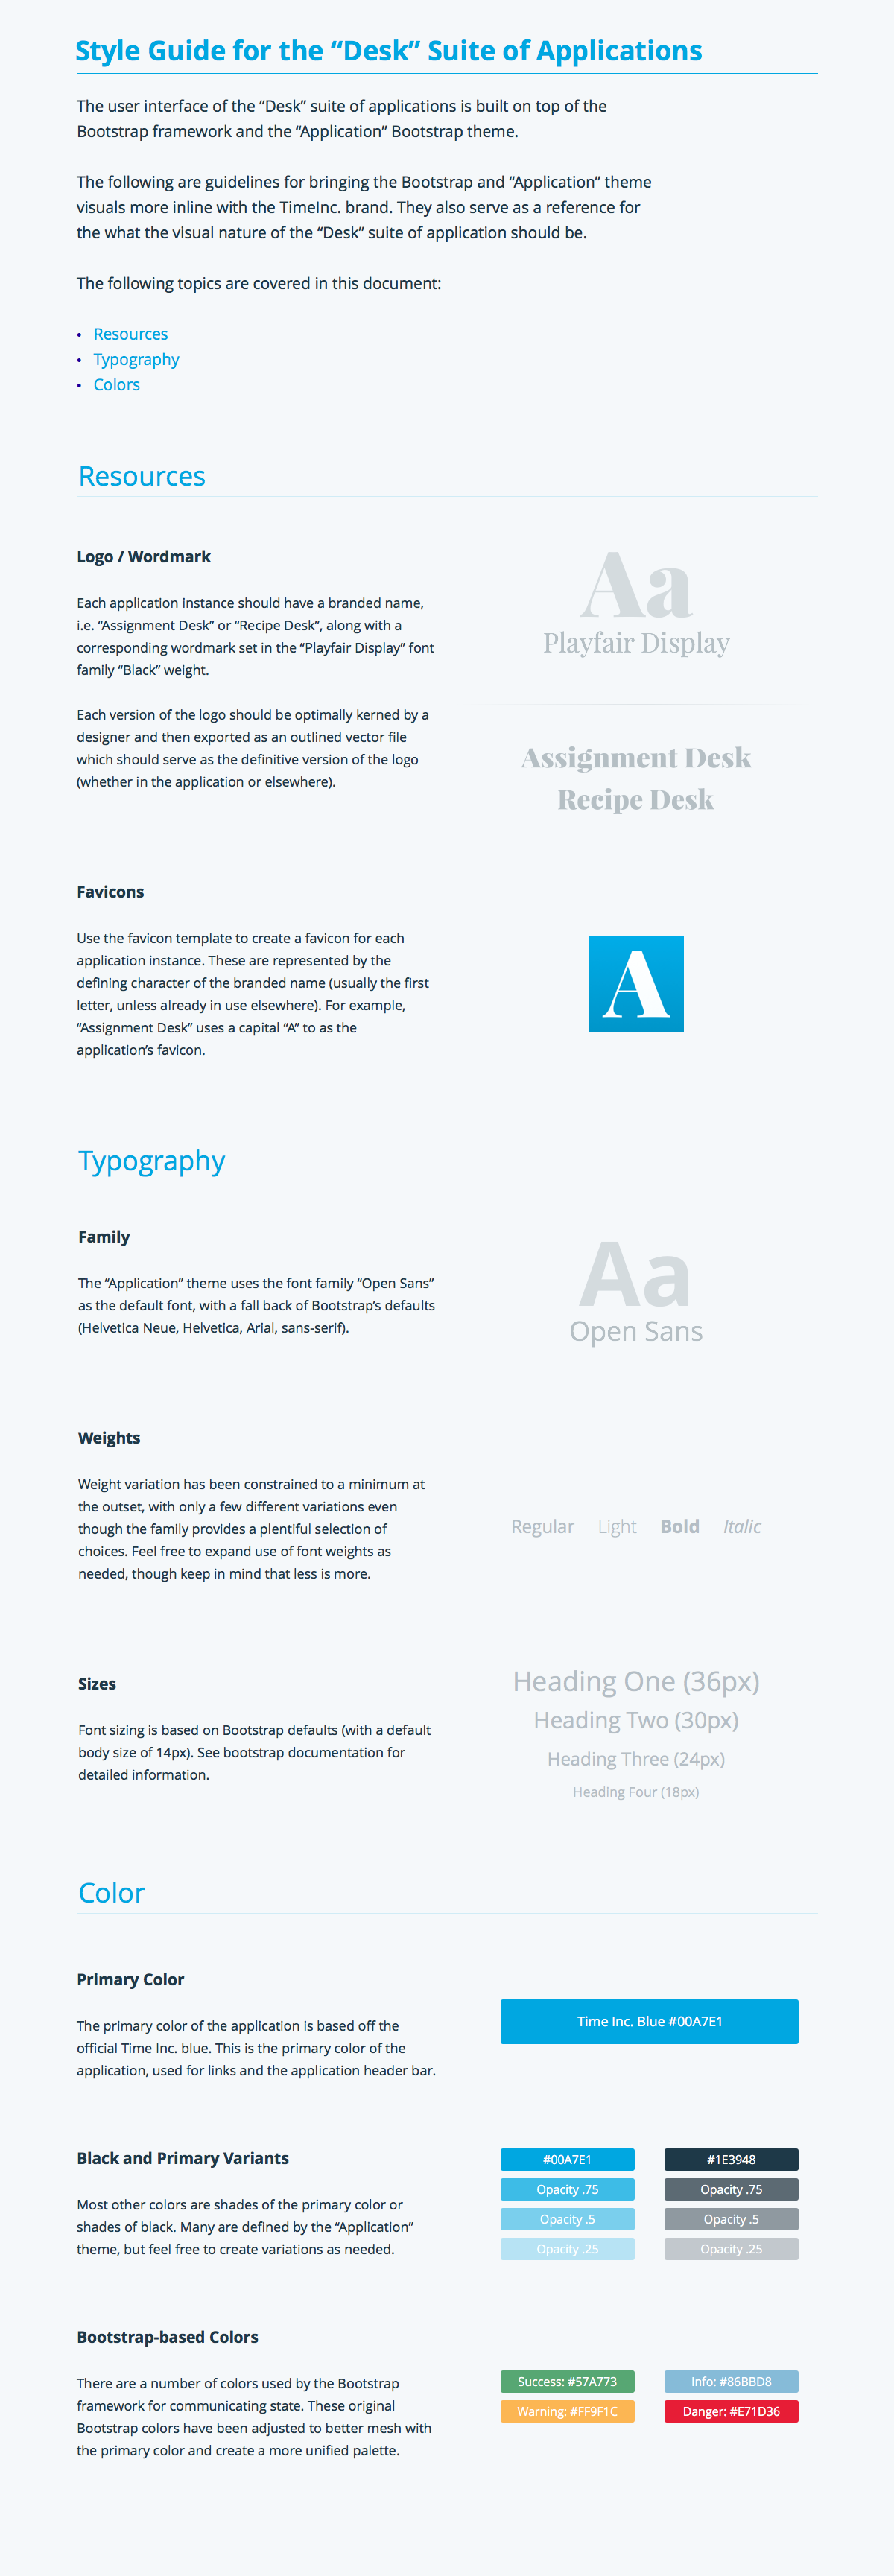 Style Guide for the “Desk” Suite of Applications
The user interface of the “Desk” suite of applications is built on top of the
Bootstrap framework and the “Application” Bootstrap theme.
The following are guidelines for bringing the Bootstrap and “Application” theme
visuals more inline with the TimeInc. brand. They also serve as a reference for
the what the visual nature of the “Desk” suite of application should be.
The following topics are covered in this document:
• Resources
• Typography
• Colors
Resources
Logo / Wordmark
Each application instance should have a branded name,
i.e. “Assignment Desk” or “Recipe Desk”, along with a
corresponding wordmark set in the “Playfair Display” font
family “Black” weight.
Each version of the logo should be optimally kerned by a
designer and then exported as an outlined vector file
which should serve as the definitive version of the logo
(whether in the application or elsewhere).
Aa
Playfair Display
Assignment Desk
Recipe Desk
Favicons
Use the favicon template to create a favicon for each
application instance. These are represented by the
defining character of the branded name (usually the first
letter, unless already in use elsewhere). For example,
“Assignment Desk” uses a capital “A” to as the
application’s favicon.
A
Typography
Family
The “Application” theme uses the font family “Open Sans”
as the default font, with a fall back of Bootstrap’s defaults
(Helvetica Neue, Helvetica, Arial, sans-serif).
Aa
Open Sans
Weights
Weight variation has been constrained to a minimum at
the outset, with only a few different variations even
though the family provides a plentiful selection of
choices. Feel free to expand use of font weights as
needed, though keep in mind that less is more.
Regular Light Bold Italic
Sizes
Font sizing is based on Bootstrap defaults (with a default
body size of 14px). See bootstrap documentation for
detailed information.
Heading One (36px)
Heading Two (30px)
Heading Three (24px)
Heading Four (18px)
Color
Primary Color
The primary color of the application is based off the
official Time Inc. blue. This is the primary color of the
application, used for links and the application header bar.
Time Inc. Blue #00A7E1
Black and Primary Variants
Most other colors are shades of the primary color or
shades of black. Many are defined by the “Application”
theme, but feel free to create variations as needed.
#00A7E1 #1E3948
Opacity .75 Opacity .75
Opacity .5 Opacity .5
Opacity .25 Opacity .25
Bootstrap-based Colors
There are a number of colors used by the Bootstrap
framework for communicating state. These original
Bootstrap colors have been adjusted to better mesh with
the primary color and create a more unified palette.
Success: #57A773 Info: #86BBD8
Warning: #FF9F1C Danger: #E71D36